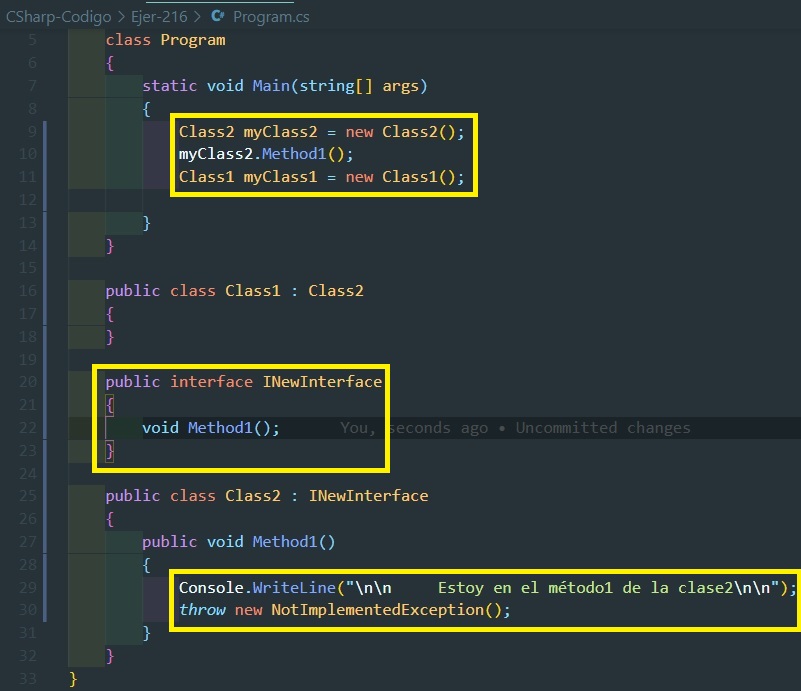 CSharp-Codigo > Ejer-216 > C# Program.cs
5 class Program
6 {
7 static void Main(string[] args)
8 {
9 Class2 myClass2 = new Class2();
10 myClass2.Method1();
11 Class1 myClass1 = new Class1();
12
13 }
14 }
15
16 public class Class1 : Class2
17 {
18 }
19
20 public interface INewInterface
21 {
22 void Method1(); You, seconds ago • Uncommitted changes
23 }
24
25 public class Class2 : INewInterface
26 {
27 public void Method1()
28 {
29 Console.WriteLine("\n\n Estoy en el método1 de la clase2\n\n");
30 throw new NotImplementedException();
31 }
32 }
33 }